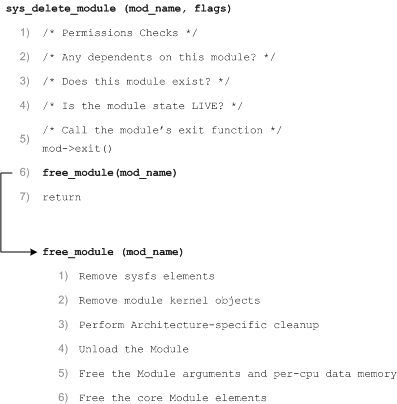 sys_delete_module (mod_name, flags)
1) /* Permissions Checks */
2) /* Any dependents on this module? */
3) /* Does this module exist? */
4) /* Is the module state LIVE? */
5) /* Call the module's exit function */
mod->exit()
6) free_module(mod_name)
7) return
free_module (mod_name)
1) Remove sysfs elements
2) Remove module kernel objects
3) Perform Architecture-specific cleanup
4) Unload the Module
5) Free the Module arguments and per-cpu data memory
6) Free the core Module elements